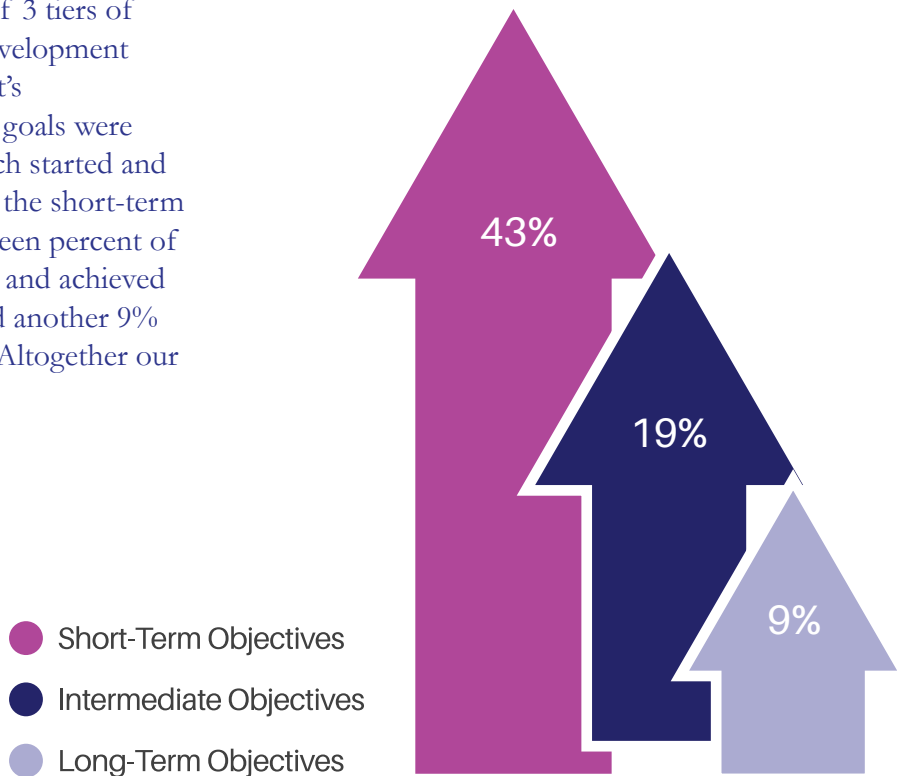 f 3 tiers of
velopment
t’s
goals were
ch started and
the short-term
een percent of
and achieved
d another 9%
Altogether our
43%
19%
9%
Short-Term Objectives
Intermediate Objectives
Long-Term Objectives